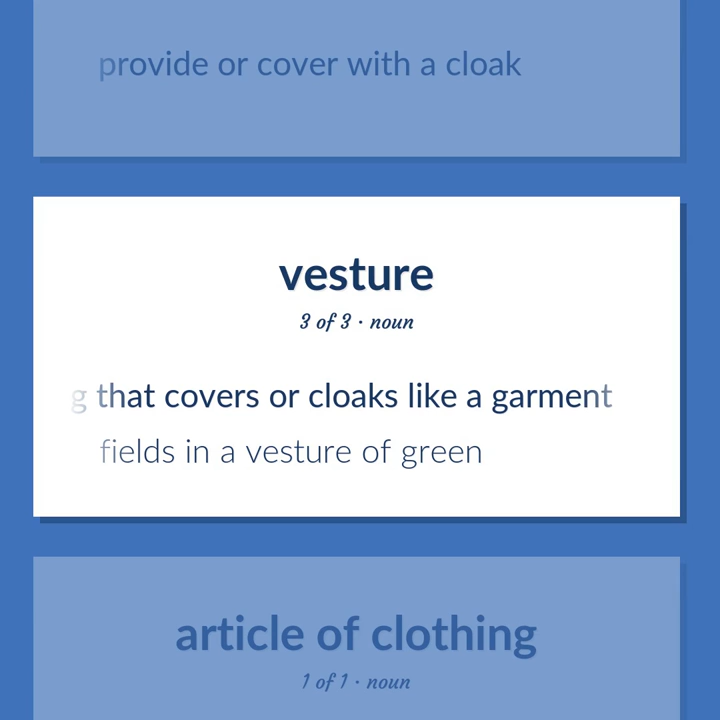 provide or cover with a cloak
vesture
3 of 3 · noun
g that covers or cloaks like a garment
fields in a vesture of green
article of clothing
1 of 1 · noun